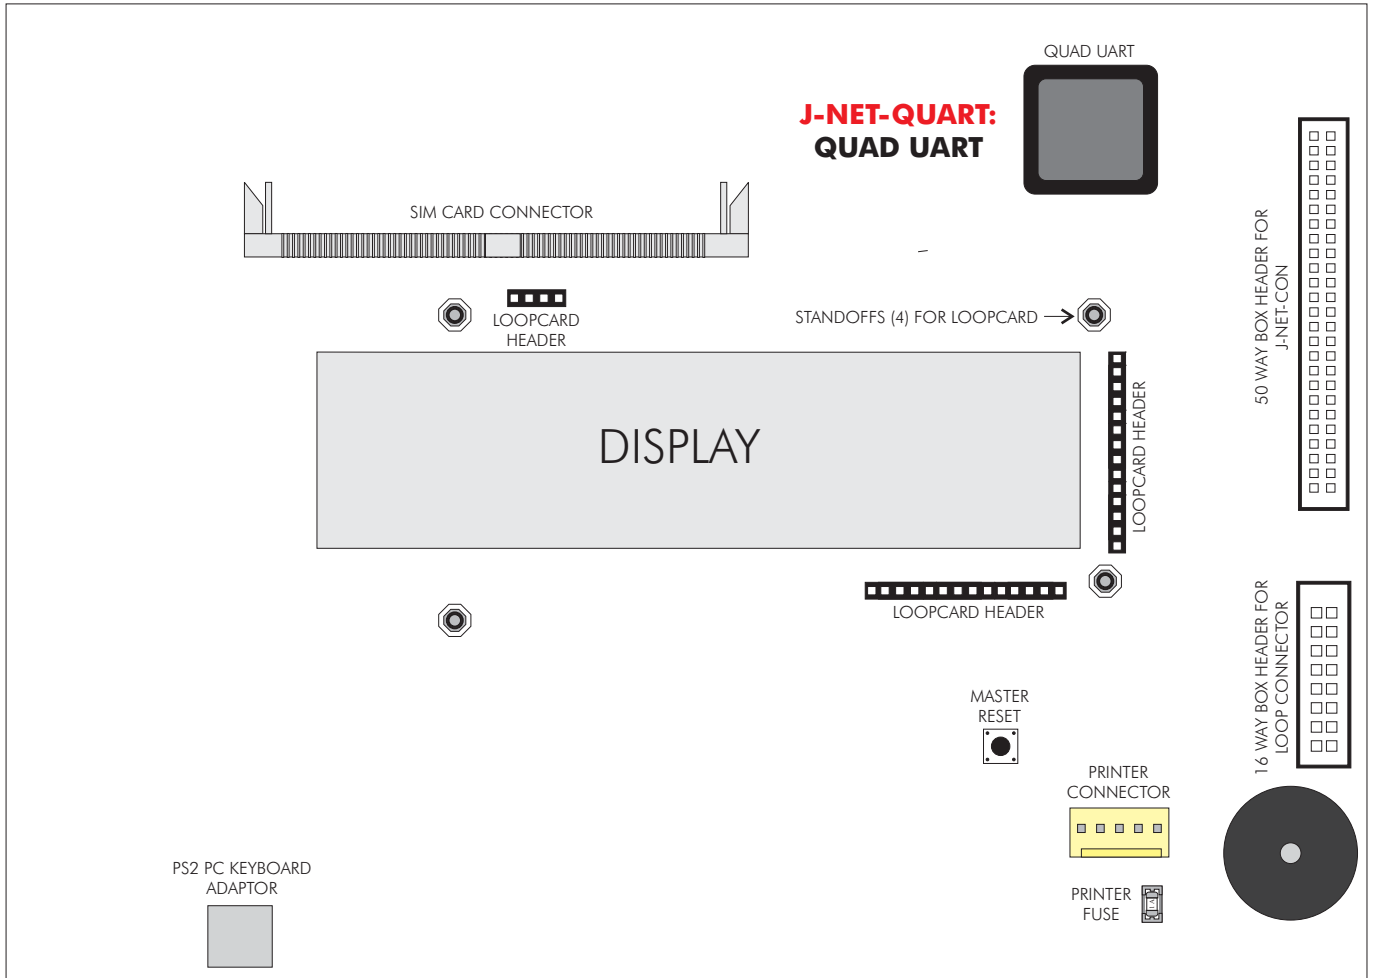 QUAD UART
J-NET-QUART:
QUAD UART
SIM CARD CONNECTOR
50 WAY BOX HEADER FOR
J-NET-CON
LOOPCARD
HEADER
STANDOFFS (4) FOR LOOPCARD
DISPLAY
LOOPCARD HEADER
LOOPCARD HEADER
16 WAY BOX HEADER FOR
LOOP CONNECTOR
MASTER
RESET
PRINTER
CONNECTOR
PS2 PC KEYBOARD
ADAPTOR
PRINTER
FUSE